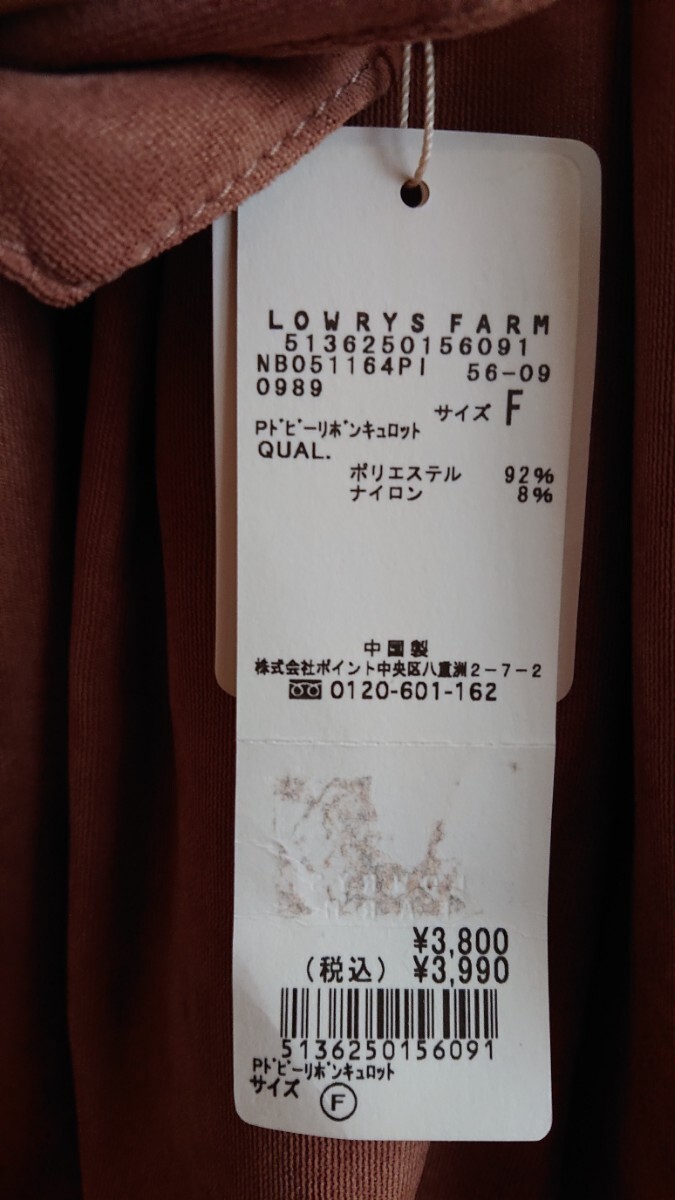 LOWRYS FARM
5136250156091
NB051164PI 56-09
0989
サイズ F
Pドビーリボンキュロット
QUAL.
ポリエステル 92%
ナイロン 8%
中国製
株式会社ポイント中央区八重洲2-7-2
0120-601-162
¥3,800
(税込) ¥3,990
5136250156091
Pドビーリボンキュロット
サイズ F